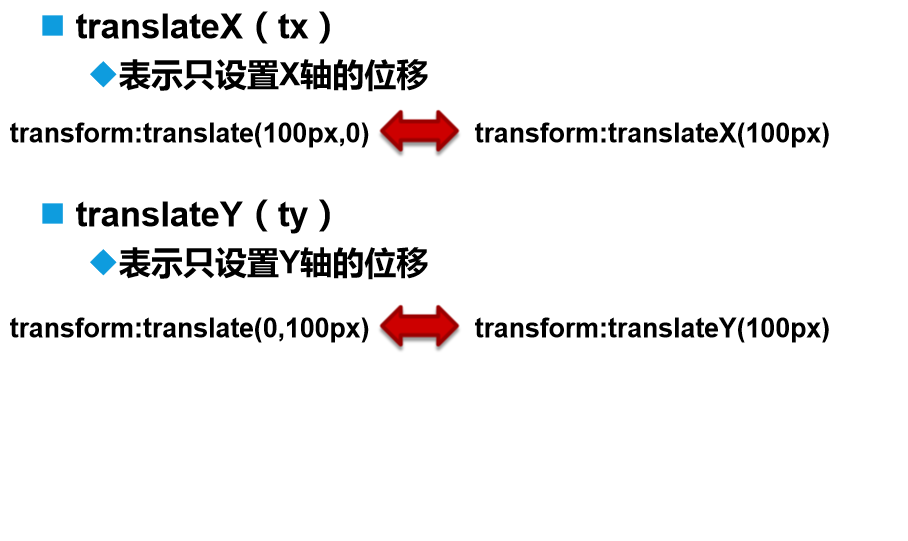 translateX（tx）
表示只设置X轴的位移
transform:translate(100px,0) transform:translateX(100px)
translateY（ty）
表示只设置Y轴的位移
transform:translate(0,100px) transform:translateY(100px)